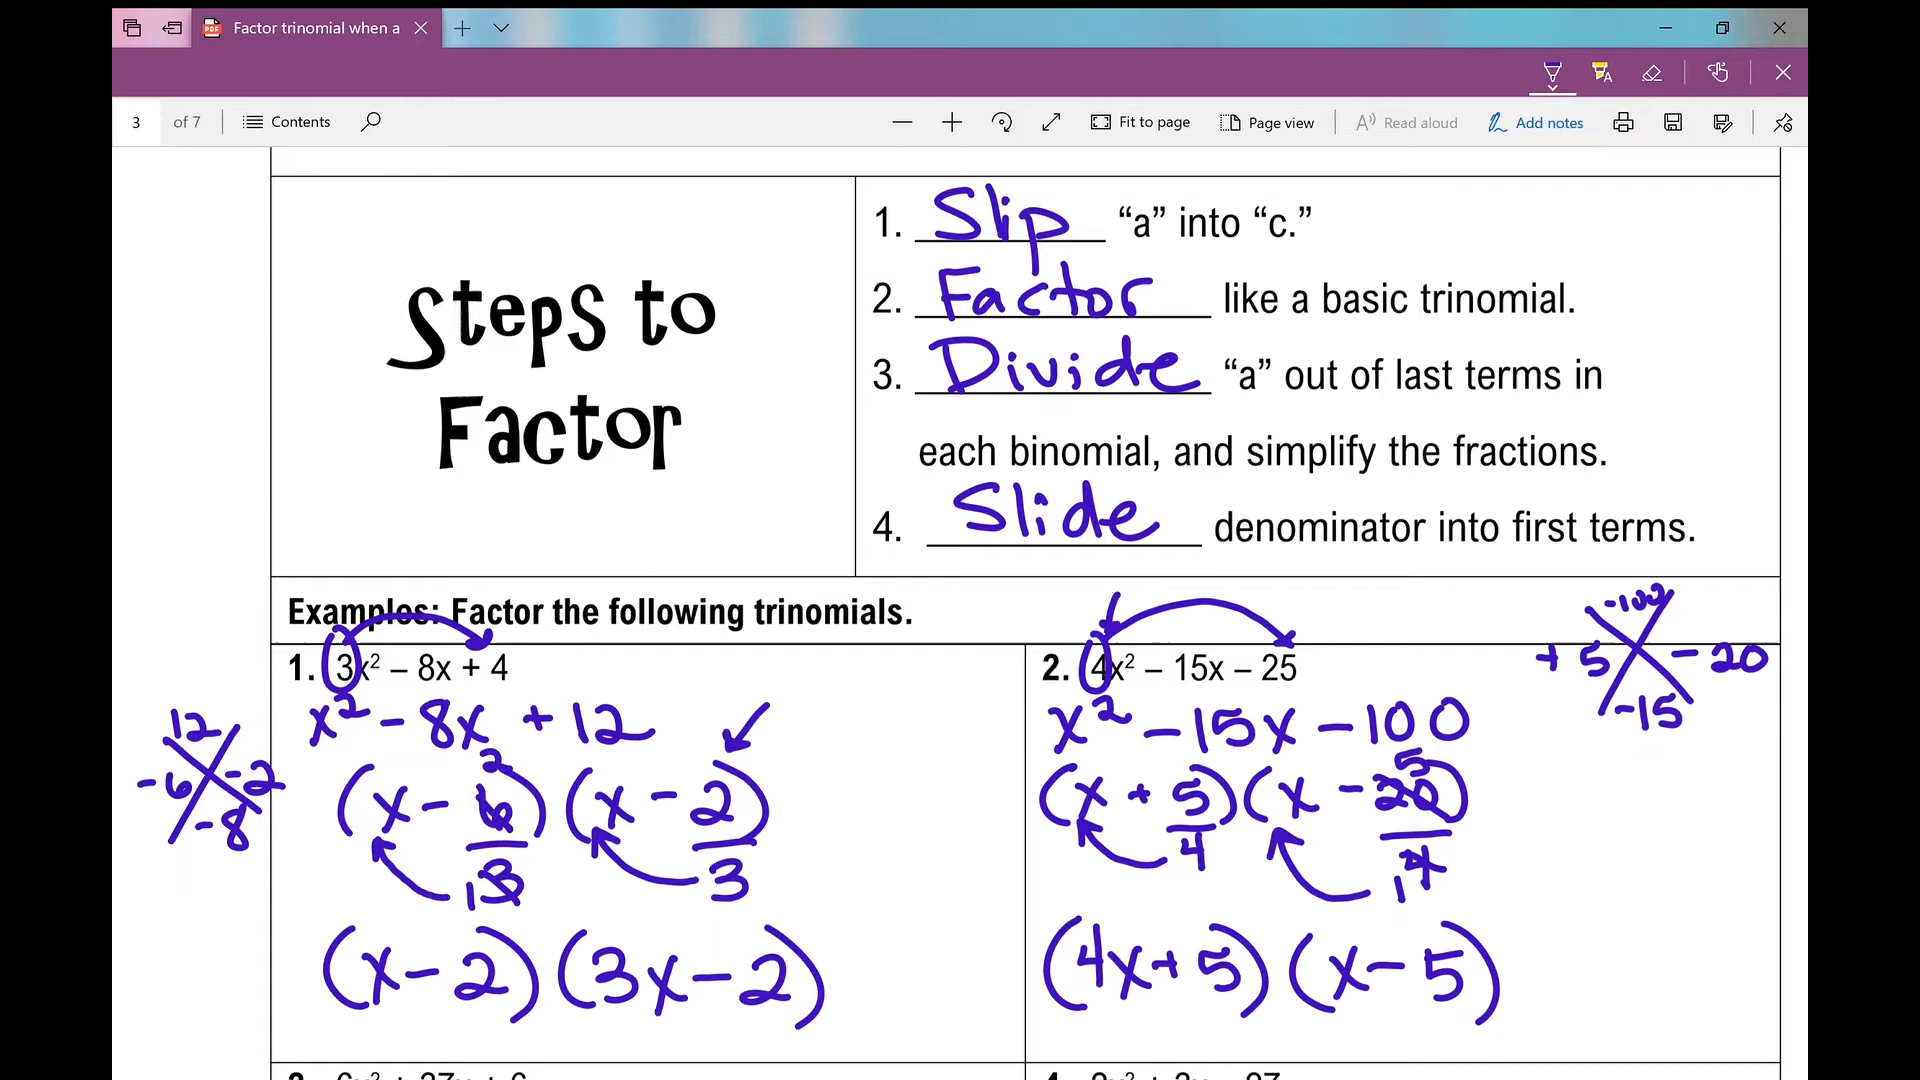 Factor trinomial when a
3 of 7 Contents Fit to page Page view Read aloud Add notes
Steps to
Factor
1. Slip "a" into "c."
2. Factor like a basic trinomial.
3. Divide "a" out of last terms in
each binomial, and simplify the fractions.
4. Slide denominator into first terms.
Examples: Factor the following trinomials.
1. 3x² – 8x + 4
x² - 8x + 12
12
-6 -2
-8
2
(x - 6) (x - 2)
1 3 3
(x - 2) (3x - 2)
2. 4x² – 15x – 25
-100
+ 5 - 20
-15
x² - 15x - 100
5
(x + 5) (x - 20)
4 1 4
(4x + 5) (x - 5)